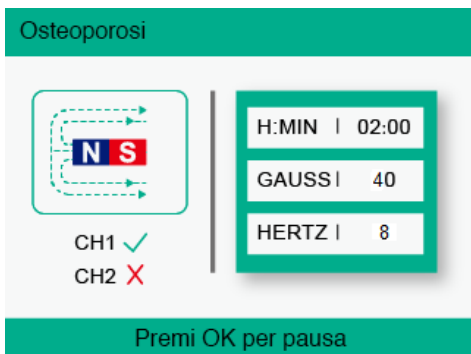 Osteoporosi
N S
CH1 ✓
CH2 X
H:MIN | 02:00
GAUSS | 40
HERTZ | 8
Premi OK per pausa